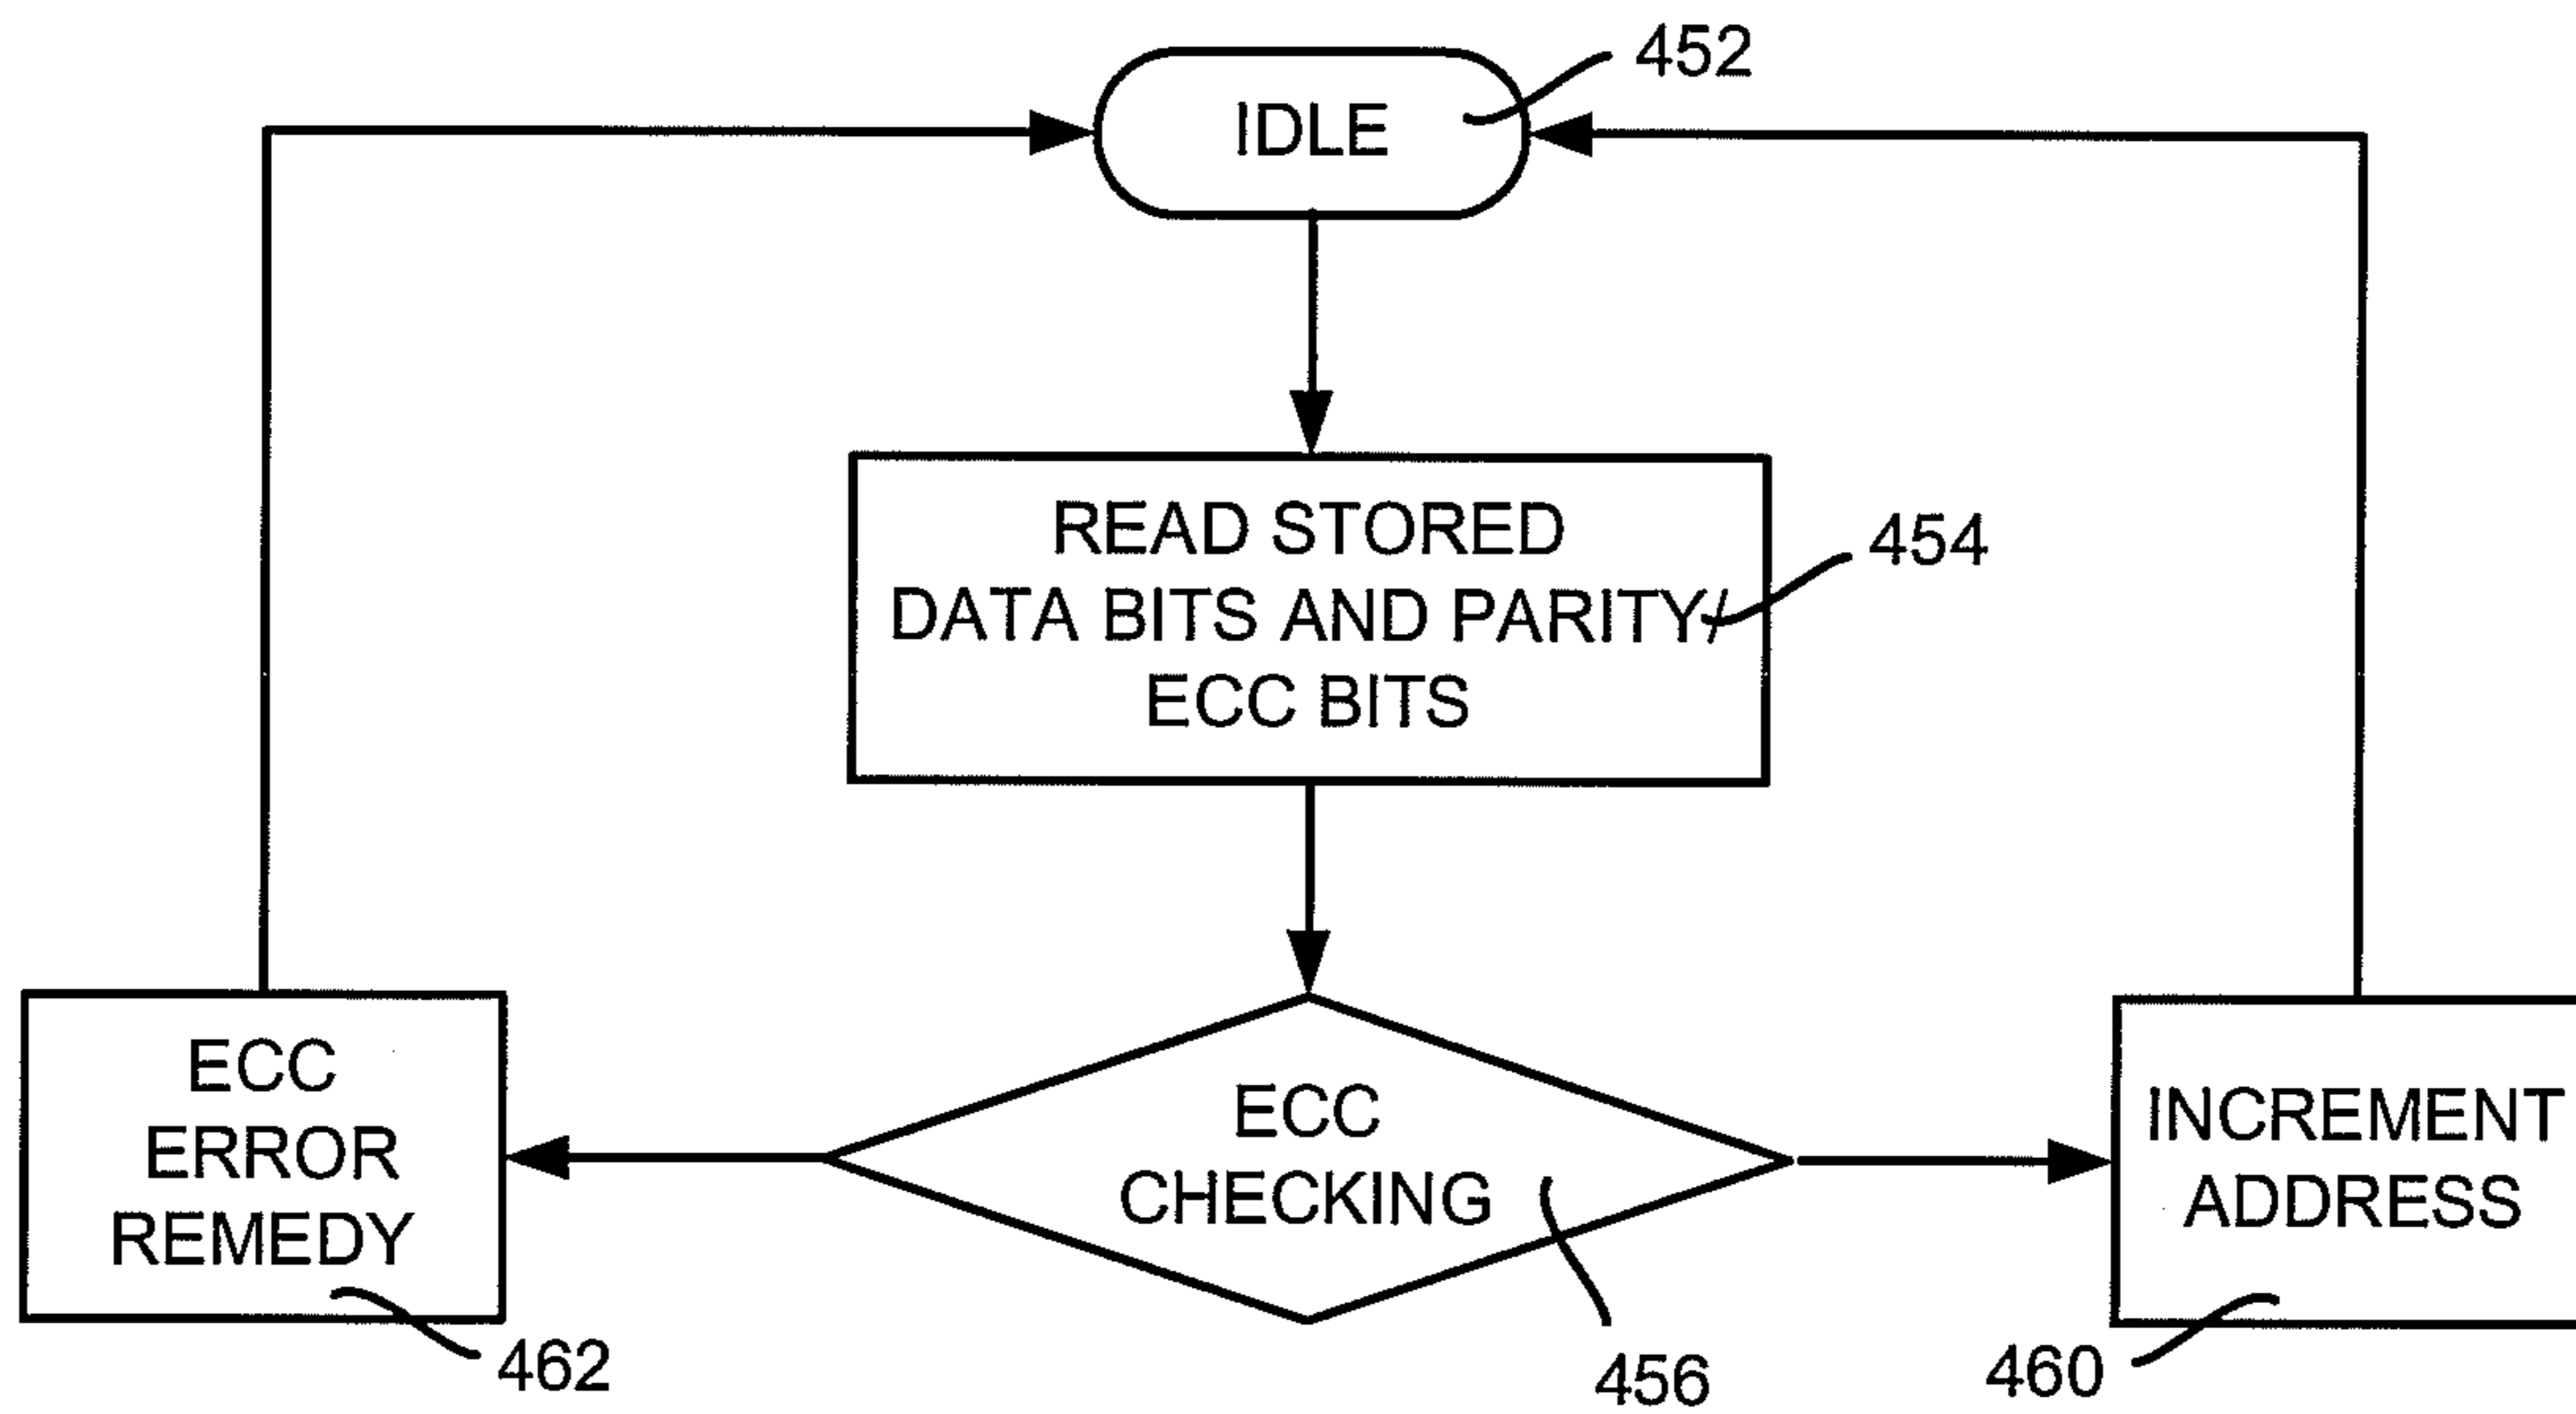 452
IDLE
READ STORED
DATA BITS AND PARITY/
ECC BITS
454
ECC
ERROR
REMEDY
462
ECC
CHECKING
456
INCREMENT
ADDRESS
460